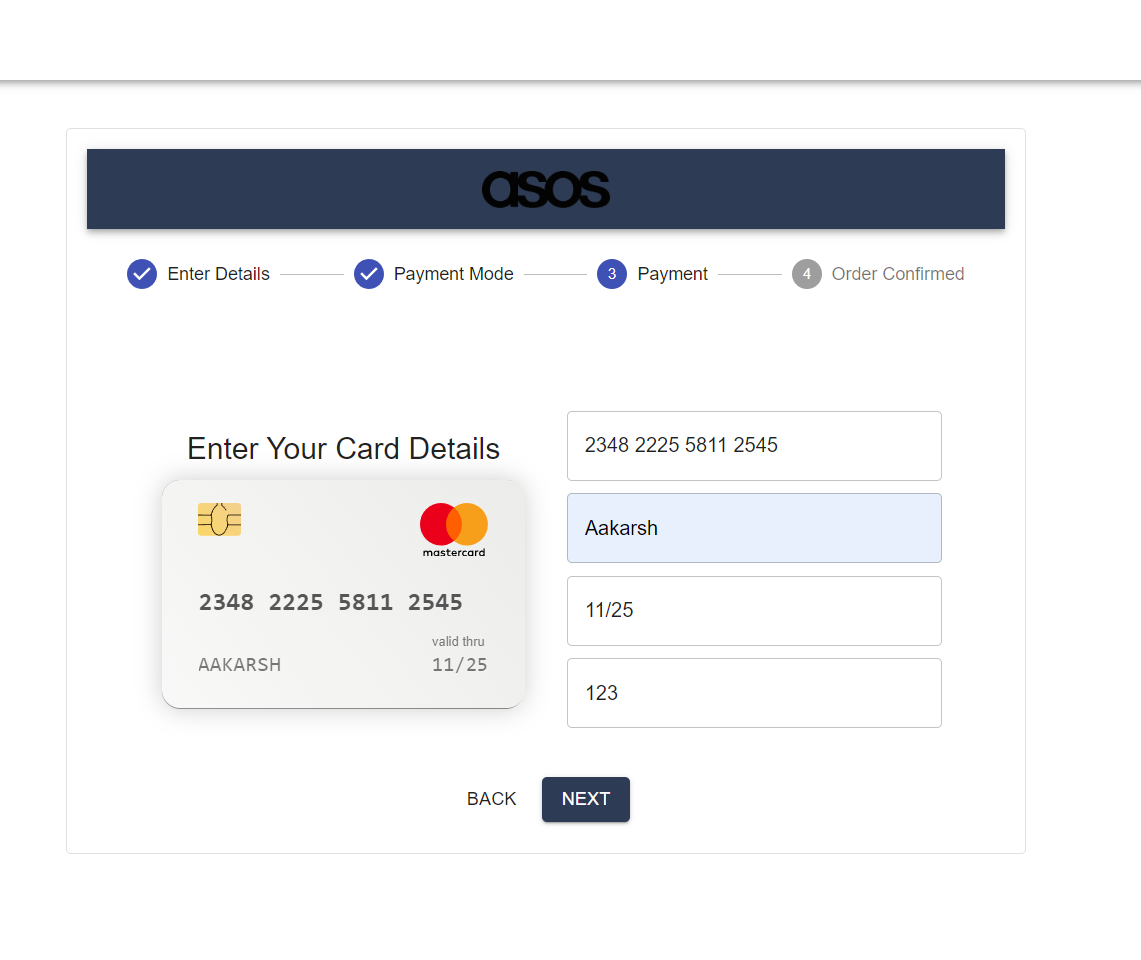 asos
Enter Details
Payment Mode
3 Payment
4 Order Confirmed
Enter Your Card Details
mastercard
2348 2225 5811 2545
valid thru
AAKARSH 11/25
2348 2225 5811 2545
Aakarsh
11/25
123
BACK NEXT